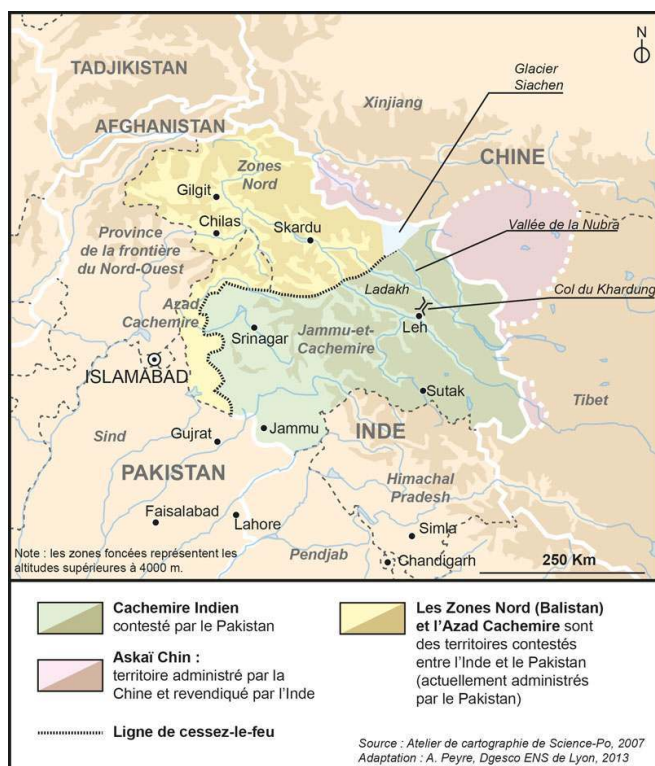 N
Glacier
Siachen
TADJIKISTAN
Xinjiang
AFGHANISTAN
CHINE
Zones
Nord
Gilgit
Chilas
Skardu
Vallée de la Nubra
Province
de la frontière
du Nord-Ouest
Ladakh
Col du Khardung
Azad
Cachemire
Leh
Srinagar
Jammu-et-
Cachemire
ISLAMABAD
Sutak
Tibet
Sind
Gujrat
Jammu
INDE
PAKISTAN
Himachal
Pradesh
Faisalabad
Lahore
Simla
Note : les zones foncées représentent les
altitudes supérieures à 4000 m.
Pendjab
Chandigarh
250 Km
Cachemire Indien
contesté par le Pakistan
Askaï Chin :
territoire administré par la
Chine et revendiqué par l'Inde
Ligne de cessez-le-feu
Les Zones Nord (Balistan)
et l'Azad Cachemire sont
des territoires contestés
entre l'Inde et le Pakistan
(actuellement administrés
par le Pakistan)
Source : Atelier de cartographie de Science-Po, 2007
Adaptation : A. Peyre, Dgesco ENS de Lyon, 2013